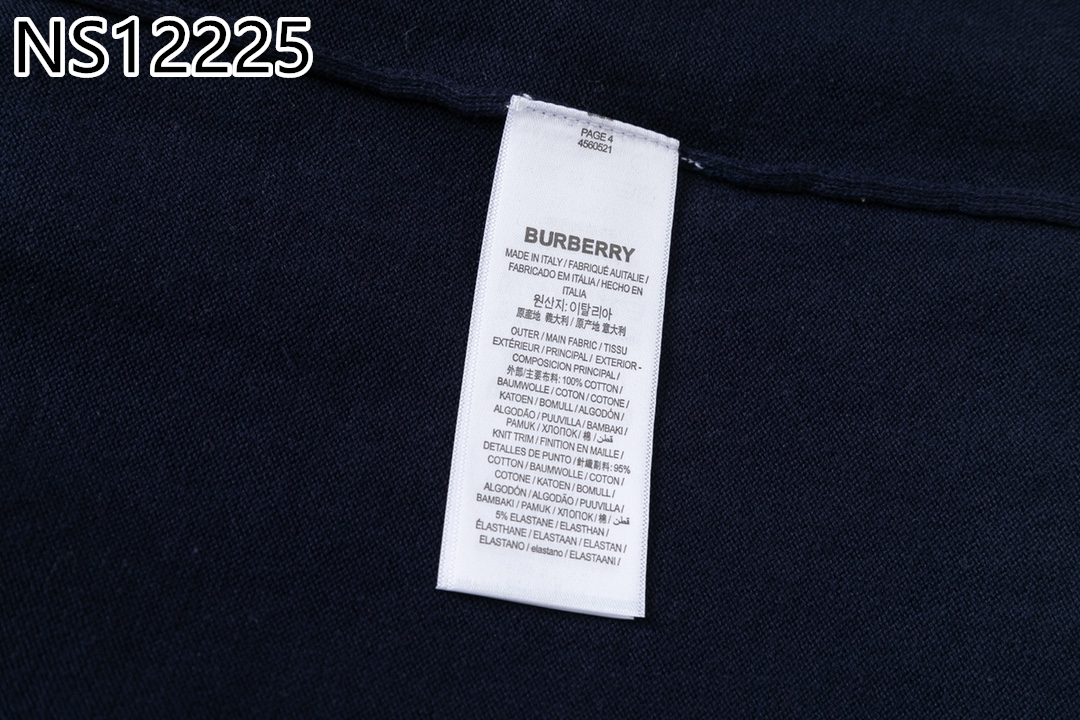 NS12225
PAGE 4
4560521
BURBERRY
MADE IN ITALY / FABRIQUÉ AUITALIE /
FABRICADO EM ITÁLIA / HECHO EN
ITALIA
원산지: 이탈리아
原産地 義大利 / 原产地 意大利
OUTER / MAIN FABRIC / TISSU
EXTÉRIEUR / PRINCIPAL / EXTERIOR -
COMPOSICION PRINCIPAL /
外部/主要布料: 100% COTTON /
BAUMWOLLE / COTON / COTONE /
KATOEN / BOMULL / ALGODÓN /
ALGODÃO / PUUVILLA / BAMBAKI /
PAMUK / ХЛОПОК / 棉 / قطن /
KNIT TRIM / FINITION EN MAILLE /
DETALLES DE PUNTO / 針織副料: 95%
COTTON / BAUMWOLLE / COTON /
COTONE / KATOEN / BOMULL /
ALGODÓN / ALGODÃO / PUUVILLA /
BAMBAKI / PAMUK / ХЛОПОК / 棉 / قطن
5% ELASTANE / ELASTHAN /
ÉLASTHANE / ELASTAAN / ELASTAN /
ELASTANO / elastano / ELASTAANI /